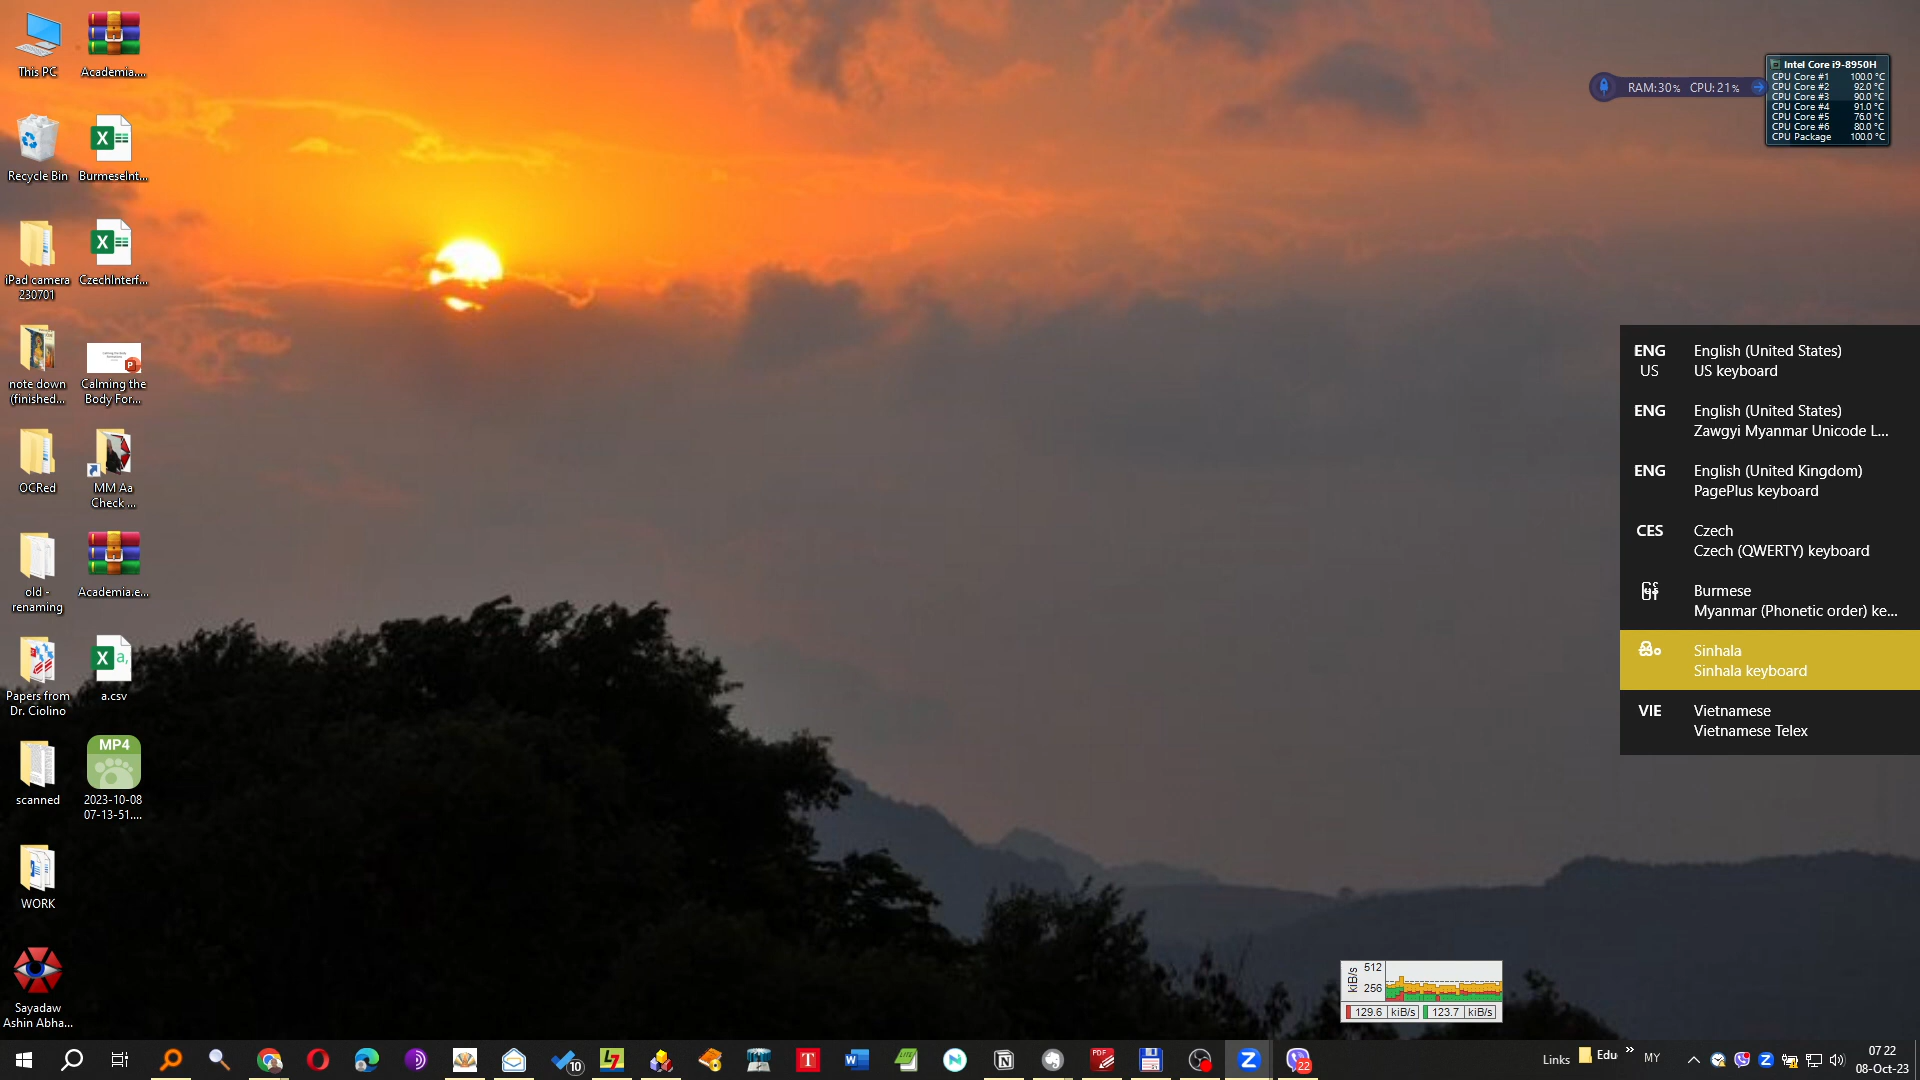 This PC
Academia....
Recycle Bin
BurmeseInt...
iPad camera
230701
CzechInterf...
note down
(finished...
Calming the
Body For...
OCRed
MM Aa
Check ...
old -
renaming
Academia.e...
Papers from
Dr. Ciolino
a.csv
scanned
MP4
2023-10-08
07-13-51....
WORK
Sayadaw
Ashin Abha...
RAM:30% CPU:21%
Intel Core i9-8950H
CPU Core #1 100.0 °C
CPU Core #2 92.0 °C
CPU Core #3 90.0 °C
CPU Core #4 91.0 °C
CPU Core #5 76.0 °C
CPU Core #6 80.0 °C
CPU Package 100.0 °C
ENG English (United States)
US US keyboard
ENG English (United States)
Zawgyi Myanmar Unicode L...
ENG English (United Kingdom)
PagePlus keyboard
CES Czech
Czech (QWERTY) keyboard
Burmese
Myanmar (Phonetic order) ke...
සිං Sinhala
Sinhala keyboard
VIE Vietnamese
Vietnamese Telex
kiB/s
512
256
129.6 kiB/s 123.7 kiB/s
10
22
Links Edu » MY
07 22
08-Oct-23